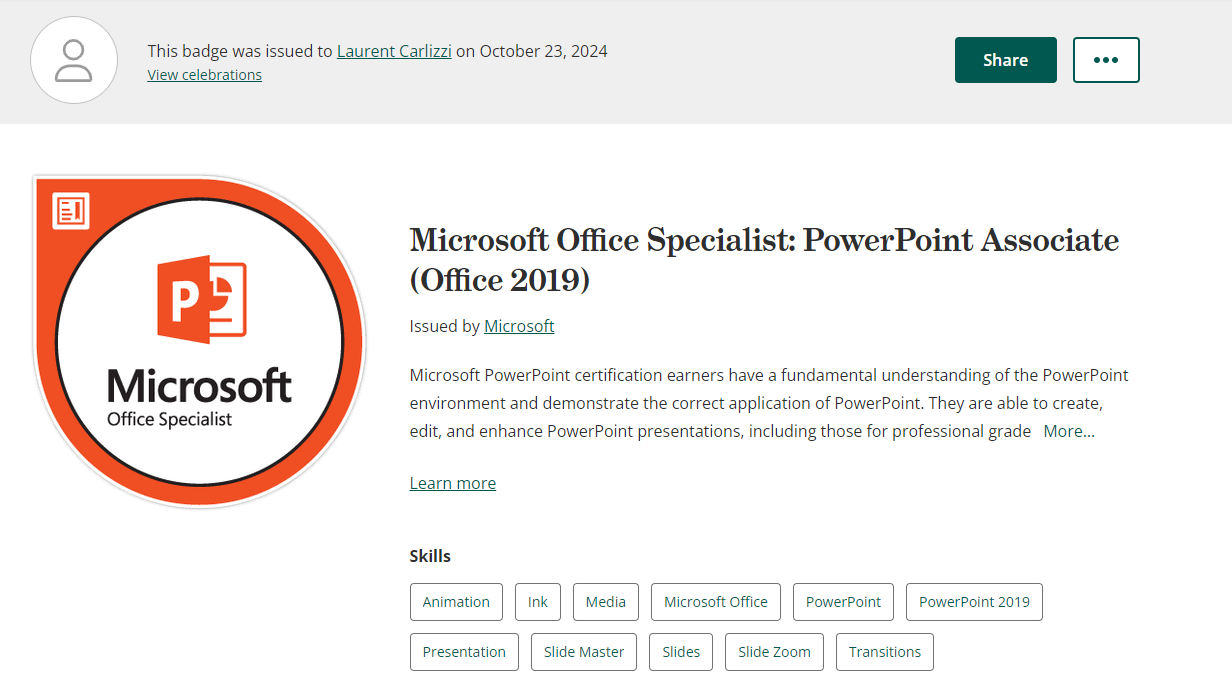 This badge was issued to Laurent Carlizzi on October 23, 2024
View celebrations
Share
•••
P
Microsoft
Office Specialist
Microsoft Office Specialist: PowerPoint Associate
(Office 2019)
Issued by Microsoft
Microsoft PowerPoint certification earners have a fundamental understanding of the PowerPoint
environment and demonstrate the correct application of PowerPoint. They are able to create,
edit, and enhance PowerPoint presentations, including those for professional grade More...
Learn more
Skills
Animation Ink Media Microsoft Office PowerPoint PowerPoint 2019
Presentation Slide Master Slides Slide Zoom Transitions